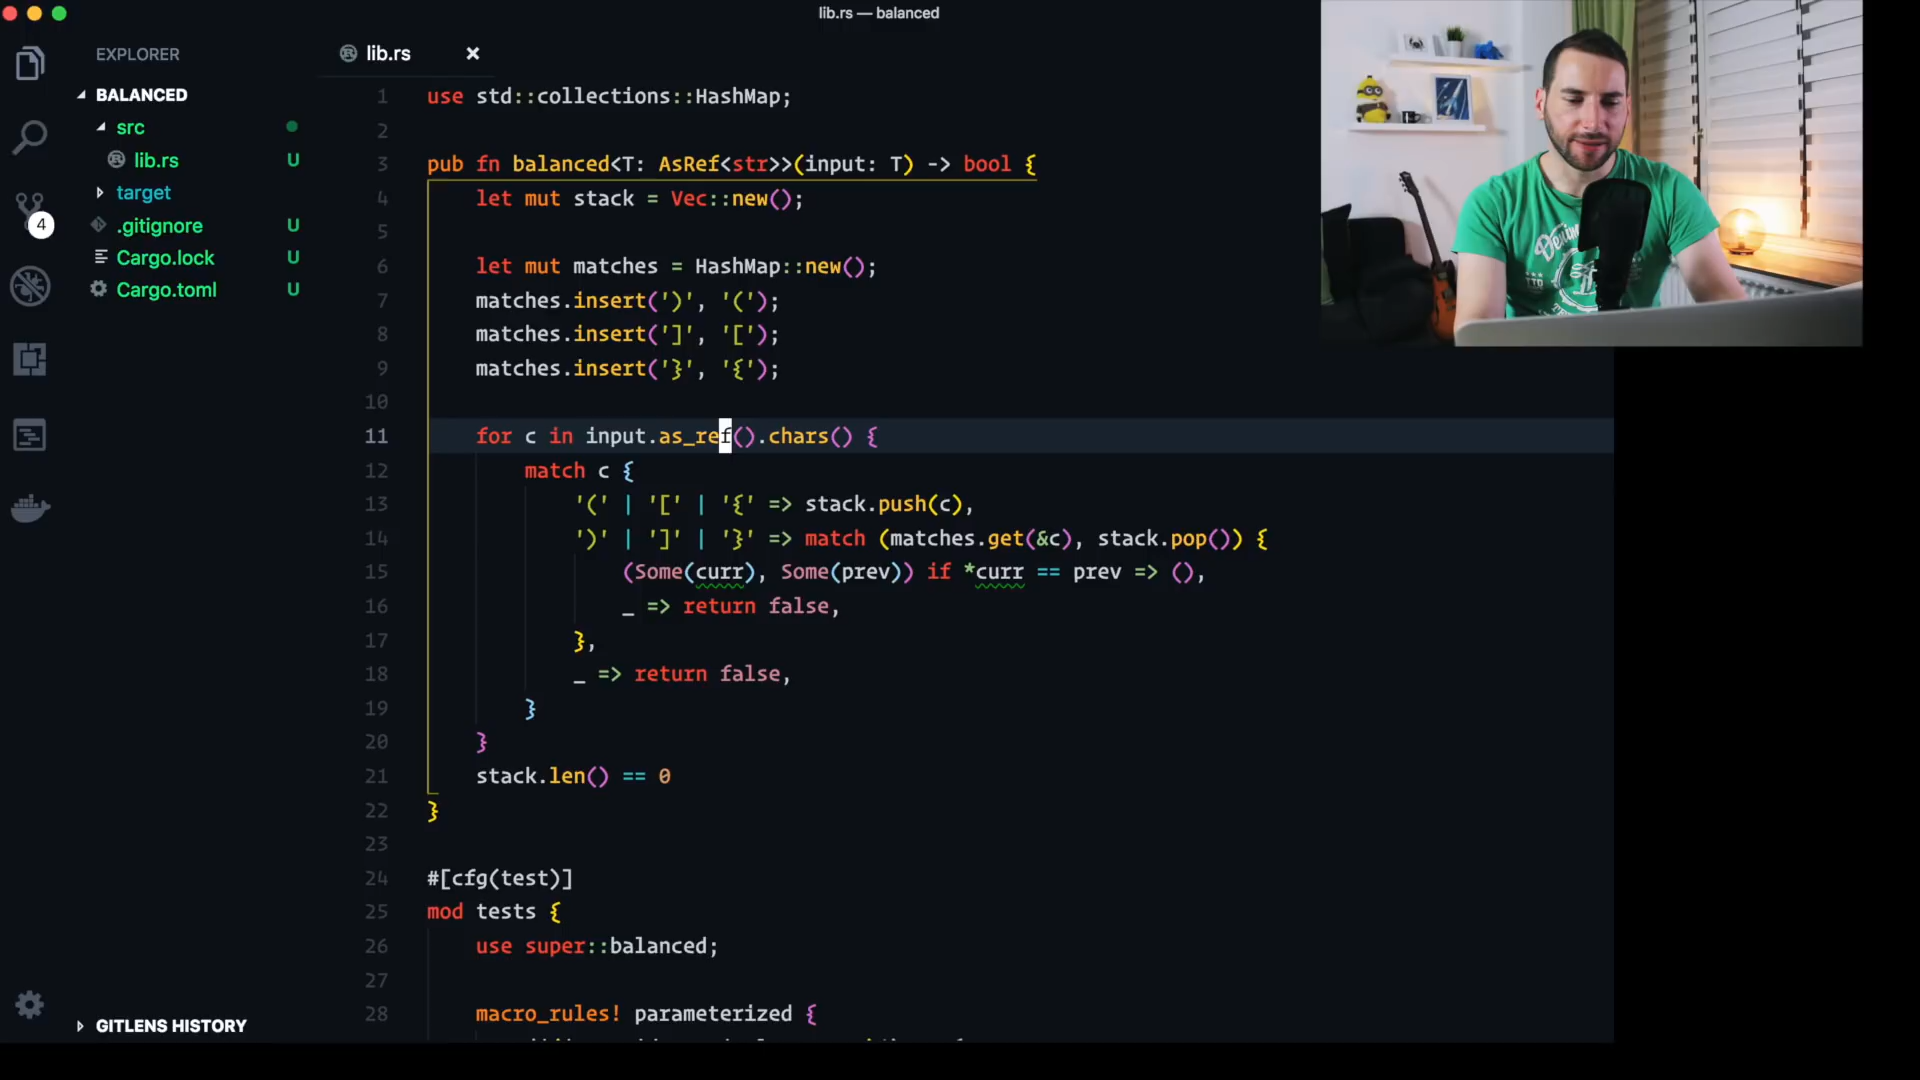 lib.rs — balanced
EXPLORER
BALANCED
src
lib.rs U
target
.gitignore U
Cargo.lock U
Cargo.toml U
4
GITLENS HISTORY
lib.rs
1 use std::collections::HashMap;
2
3 pub fn balanced<T: AsRef<str>>(input: T) -> bool {
4 let mut stack = Vec::new();
5
6 let mut matches = HashMap::new();
7 matches.insert(')', '(');
8 matches.insert(']', '[');
9 matches.insert('}', '{');
10
11 for c in input.as_ref().chars() {
12 match c {
13 '(' | '[' | '{' => stack.push(c),
14 ')' | ']' | '}' => match (matches.get(&c), stack.pop()) {
15 (Some(curr), Some(prev)) if *curr == prev => (),
16 _ => return false,
17 },
18 _ => return false,
19 }
20 }
21 stack.len() == 0
22 }
23
24 #[cfg(test)]
25 mod tests {
26 use super::balanced;
27
28 macro_rules! parameterized {